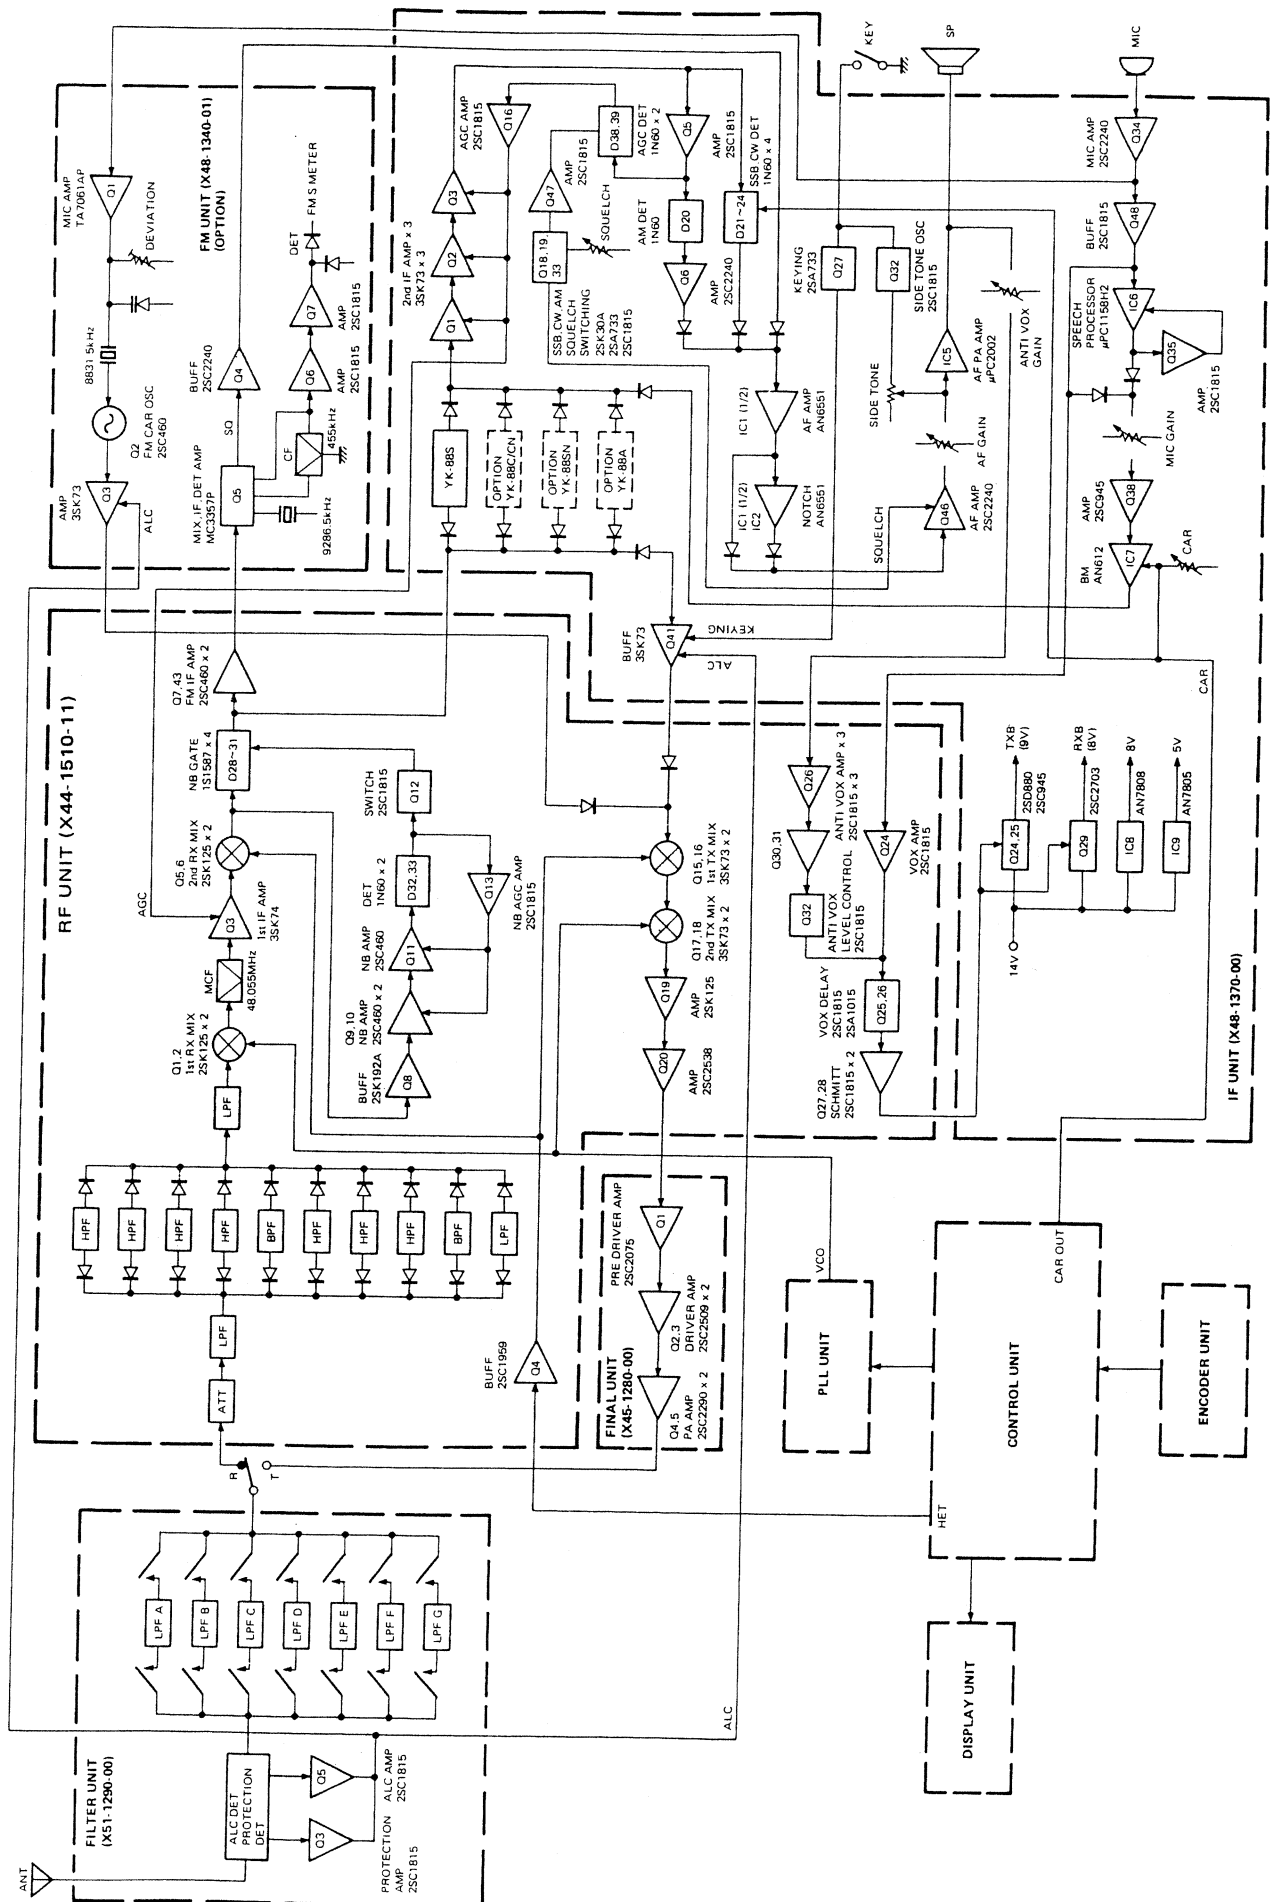 ANT
FILTER UNIT
(X51-1290-00)
ALC DET
PROTECTION
DET
Q3
PROTECTION
AMP
2SC1815
Q5
ALC AMP
2SC1815
LPF A
LPF B
LPF C
LPF D
LPF E
LPF F
LPF G
R
T
ALC
RF UNIT (X44-1510-11)
ATT
LPF
HPF
HPF
HPF
HPF
BPF
HPF
HPF
HPF
BPF
LPF
LPF
Q1,2
1st RX MIX
2SK125 x 2
MCF
48.055MHz
AGC
Q3
1st IF AMP
3SK74
Q5,6
2nd RX MIX
2SK125 x 2
NB GATE
1S1587 x 4
D28~31
Q7,43
FM IF AMP
2SC460 x 2
BUFF
2SK192A
Q8
Q9,10
NB AMP
2SC460 x 2
NB AMP
2SC460
Q11
DET
1N60 x 2
D32,33
SWITCH
2SC1815
Q12
Q13
NB AGC AMP
2SC1815
BUFF
2SC1959
Q4
Q15,16
1st TX MIX
3SK73 x 2
Q17,18
2nd TX MIX
3SK73 x 2
Q19
AMP
2SK125
Q20
AMP
2SC2538
FINAL UNIT
(X45-1280-00)
PRE DRIVER AMP
2SC2075
Q1
Q2,3
DRIVER AMP
2SC2509 x 2
Q4,5
PA AMP
2SC2290 x 2
FM UNIT (X48-1340-01)
(OPTION)
MIC AMP
TA7061AP
Q1
DEVIATION
8831.5kHz
Q2
FM CAR OSC
2SC460
AMP
3SK73
Q3
ALC
MIX,IF,DET AMP
MC3357P
Q5
SQ
BUFF
2SC2240
Q4
9286.5kHz
CF
455kHz
Q6
AMP
2SC1815
Q7
AMP
2SC1815
DET
FM S METER
IF UNIT (X48-1370-00)
2nd IF AMP x 3
3SK73 x 3
Q1
Q2
Q3
AGC AMP
2SC1815
Q16
Q47
AMP
2SC1815
D38,39
AGC DET
1N60 x 2
Q18,19,
33
SSB,CW,AM
SQUELCH
SWITCHING
2SK30A
2SA733
2SC1815
SQUELCH
Q5
AMP
2SC1815
AM DET
1N60
D20
SSB,CW DET
1N60 x 4
D21~24
Q6
AMP
2SC2240
YK-88S
OPTION
YK-88C/CN
OPTION
YK-88SN
OPTION
YK-88A
IC1 (1/2)
AF AMP
AN6551
IC1 (1/2)
IC2
NOTCH
AN6551
SQUELCH
Q46
AF AMP
2SC2240
AF GAIN
IC5
AF PA AMP
µPC2002
SIDE TONE
KEYING
2SA733
Q27
Q32
SIDE TONE OSC
2SC1815
KEY
SP
MIC
ANTI VOX
GAIN
MIC AMP
2SC2240
Q34
BUFF
2SC1815
Q48
SPEECH
PROCESSOR
µPC1158H2
IC6
Q35
AMP
2SC1815
MIC GAIN
AMP
2SC945
Q38
BM
AN612
IC7
CAR
CAR
BUFF
3SK73
Q41
KEYING
ALC
Q26
Q30,31
ANTI VOX AMP x 3
2SC1815 x 3
Q32
ANTI VOX
LEVEL CONTROL
2SC1815
Q24
VOX AMP
2SC1815
VOX DELAY
2SC1815
2SA1015
Q25,26
Q27,28
SCHMITT
2SC1815 x 2
14V
Q24,25
TXB
(9V)
2SD880
2SC945
Q29
RXB
(8V)
2SC2703
IC8
8V
AN7808
IC9
5V
AN7805
PLL UNIT
VCO
CONTROL UNIT
HET
CAR OUT
ENCODER UNIT
DISPLAY UNIT